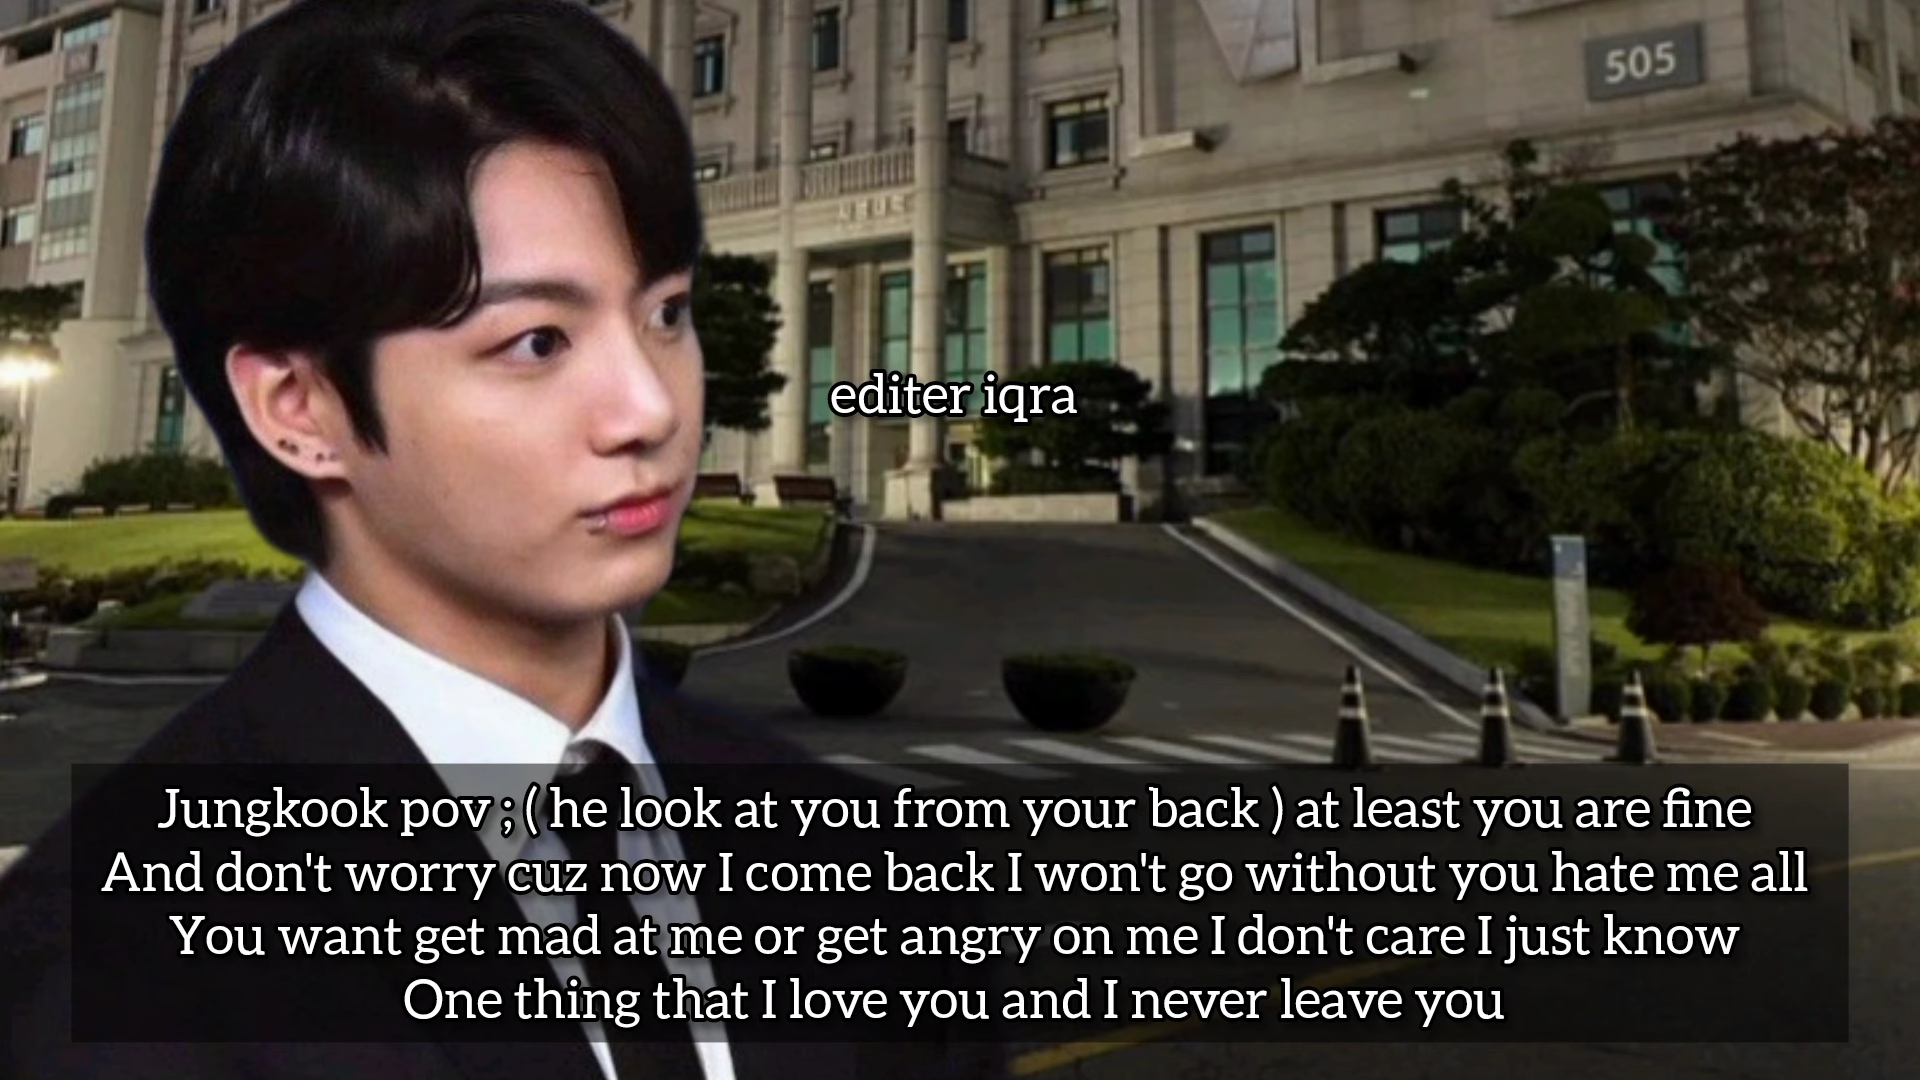 505
editer iqra
Jungkook pov ; ( he look at you from your back ) at least you are fine
And don't worry cuz now I come back I won't go without you hate me all
You want get mad at me or get angry on me I don't care I just know
One thing that I love you and I never leave you